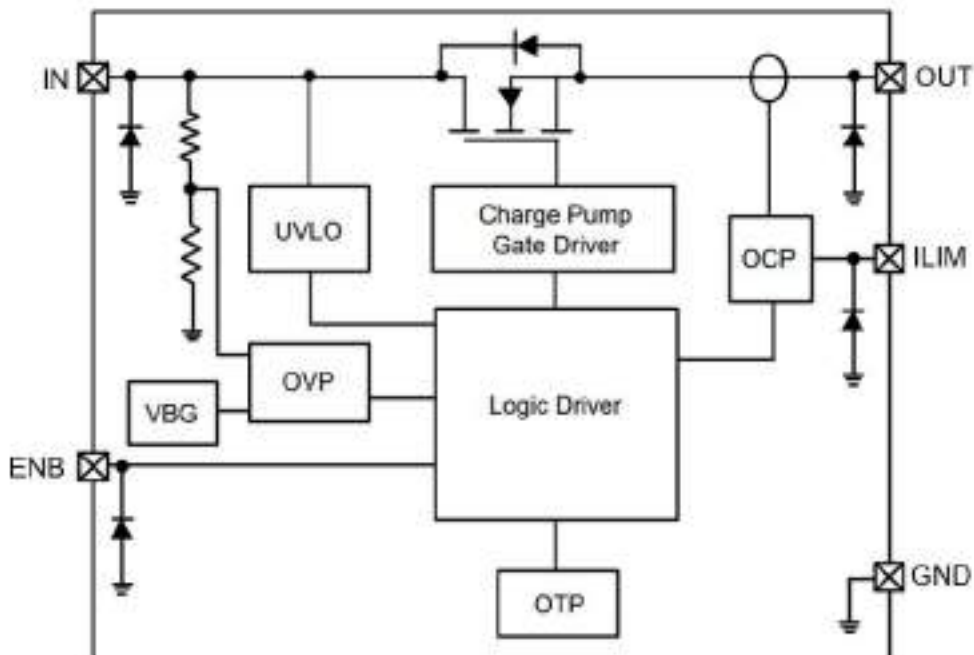 IN
OUT
UVLO
Charge Pump
Gate Driver
OCP
ILIM
OVP
VBG
Logic Driver
ENB
OTP
GND